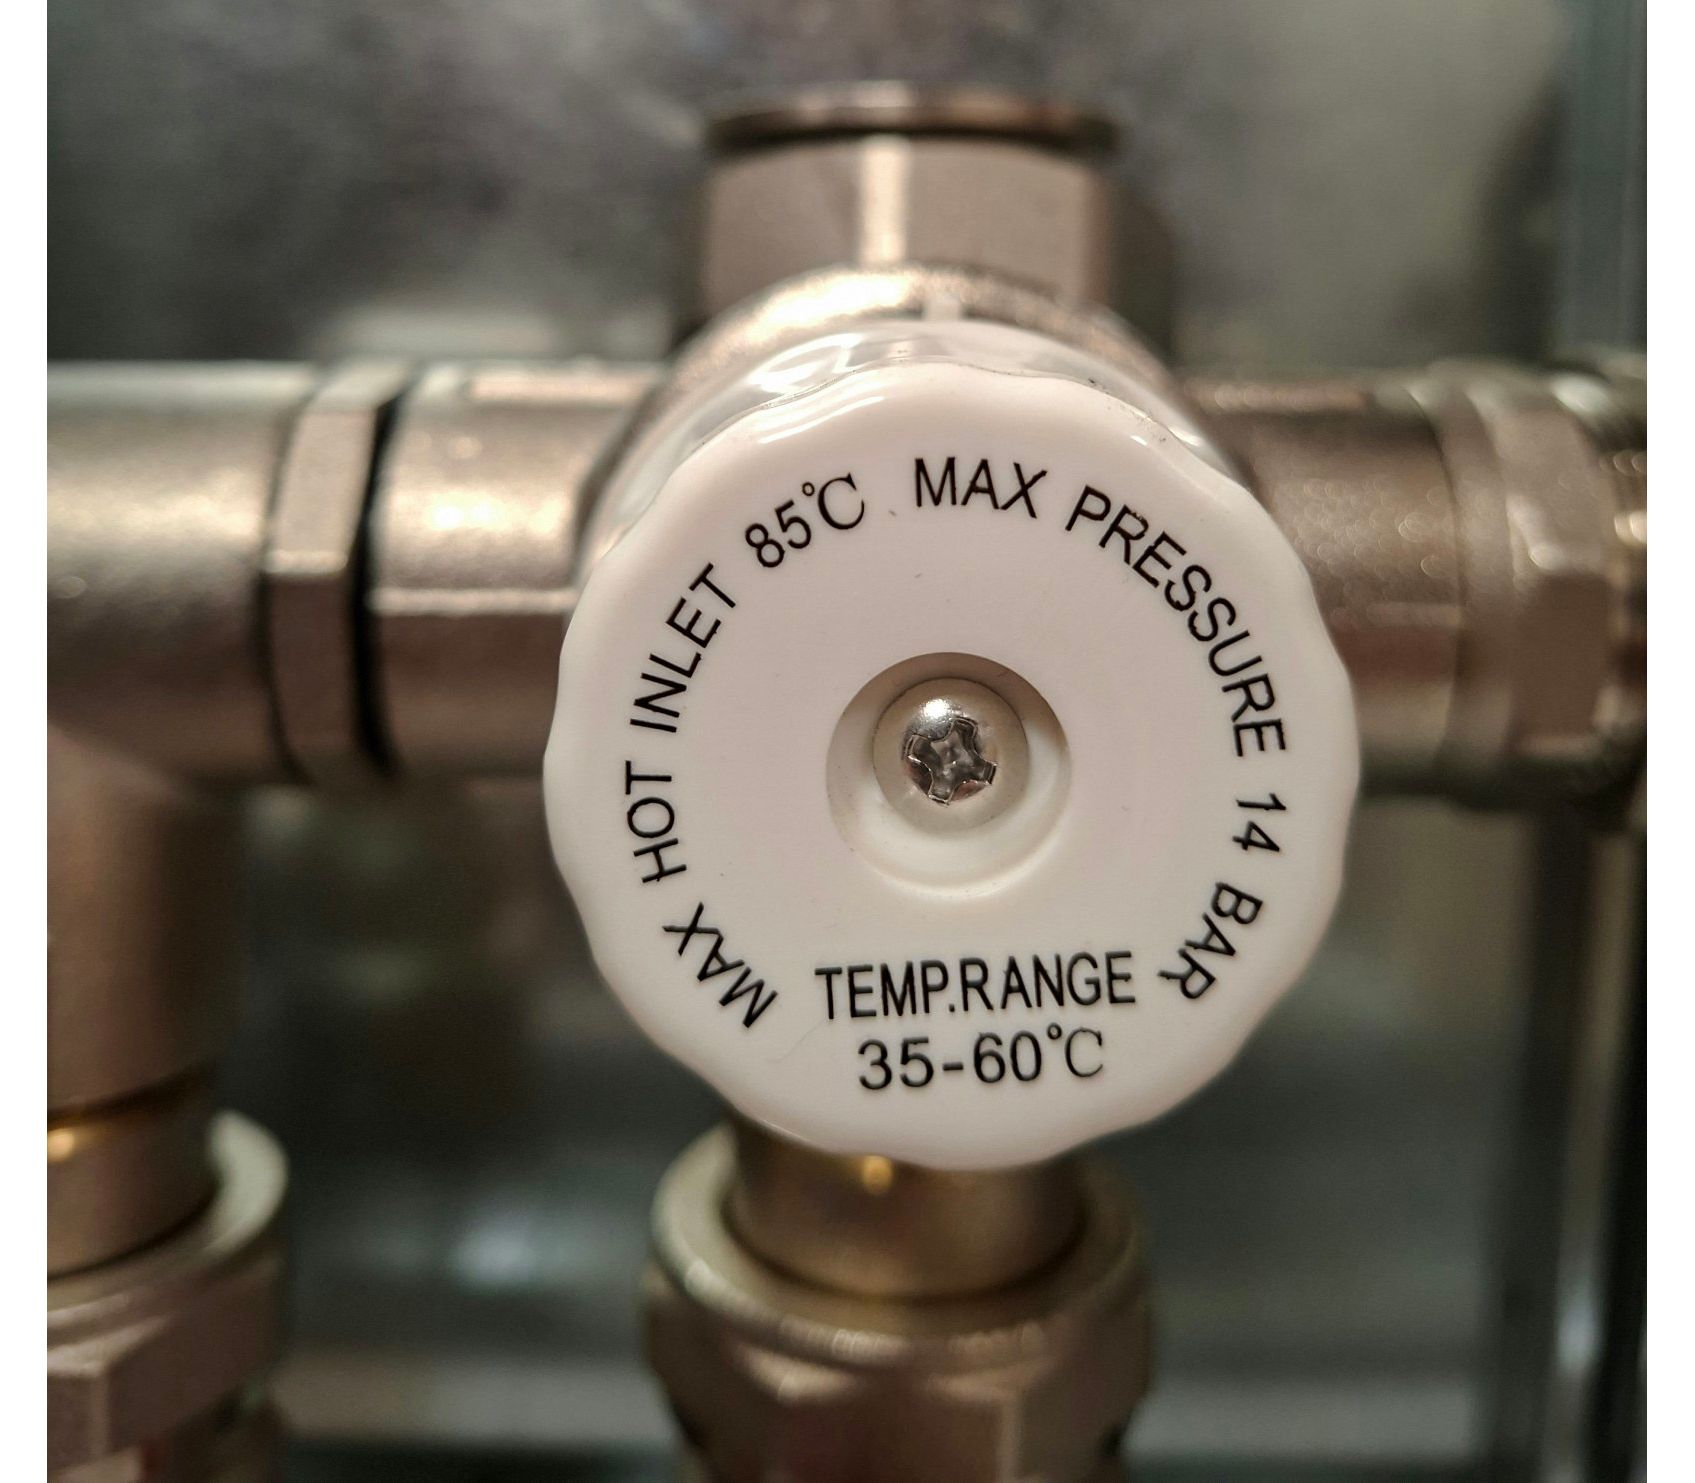 MAX HOT INLET 85℃
MAX PRESSURE 14 BAR
TEMP.RANGE
35-60℃